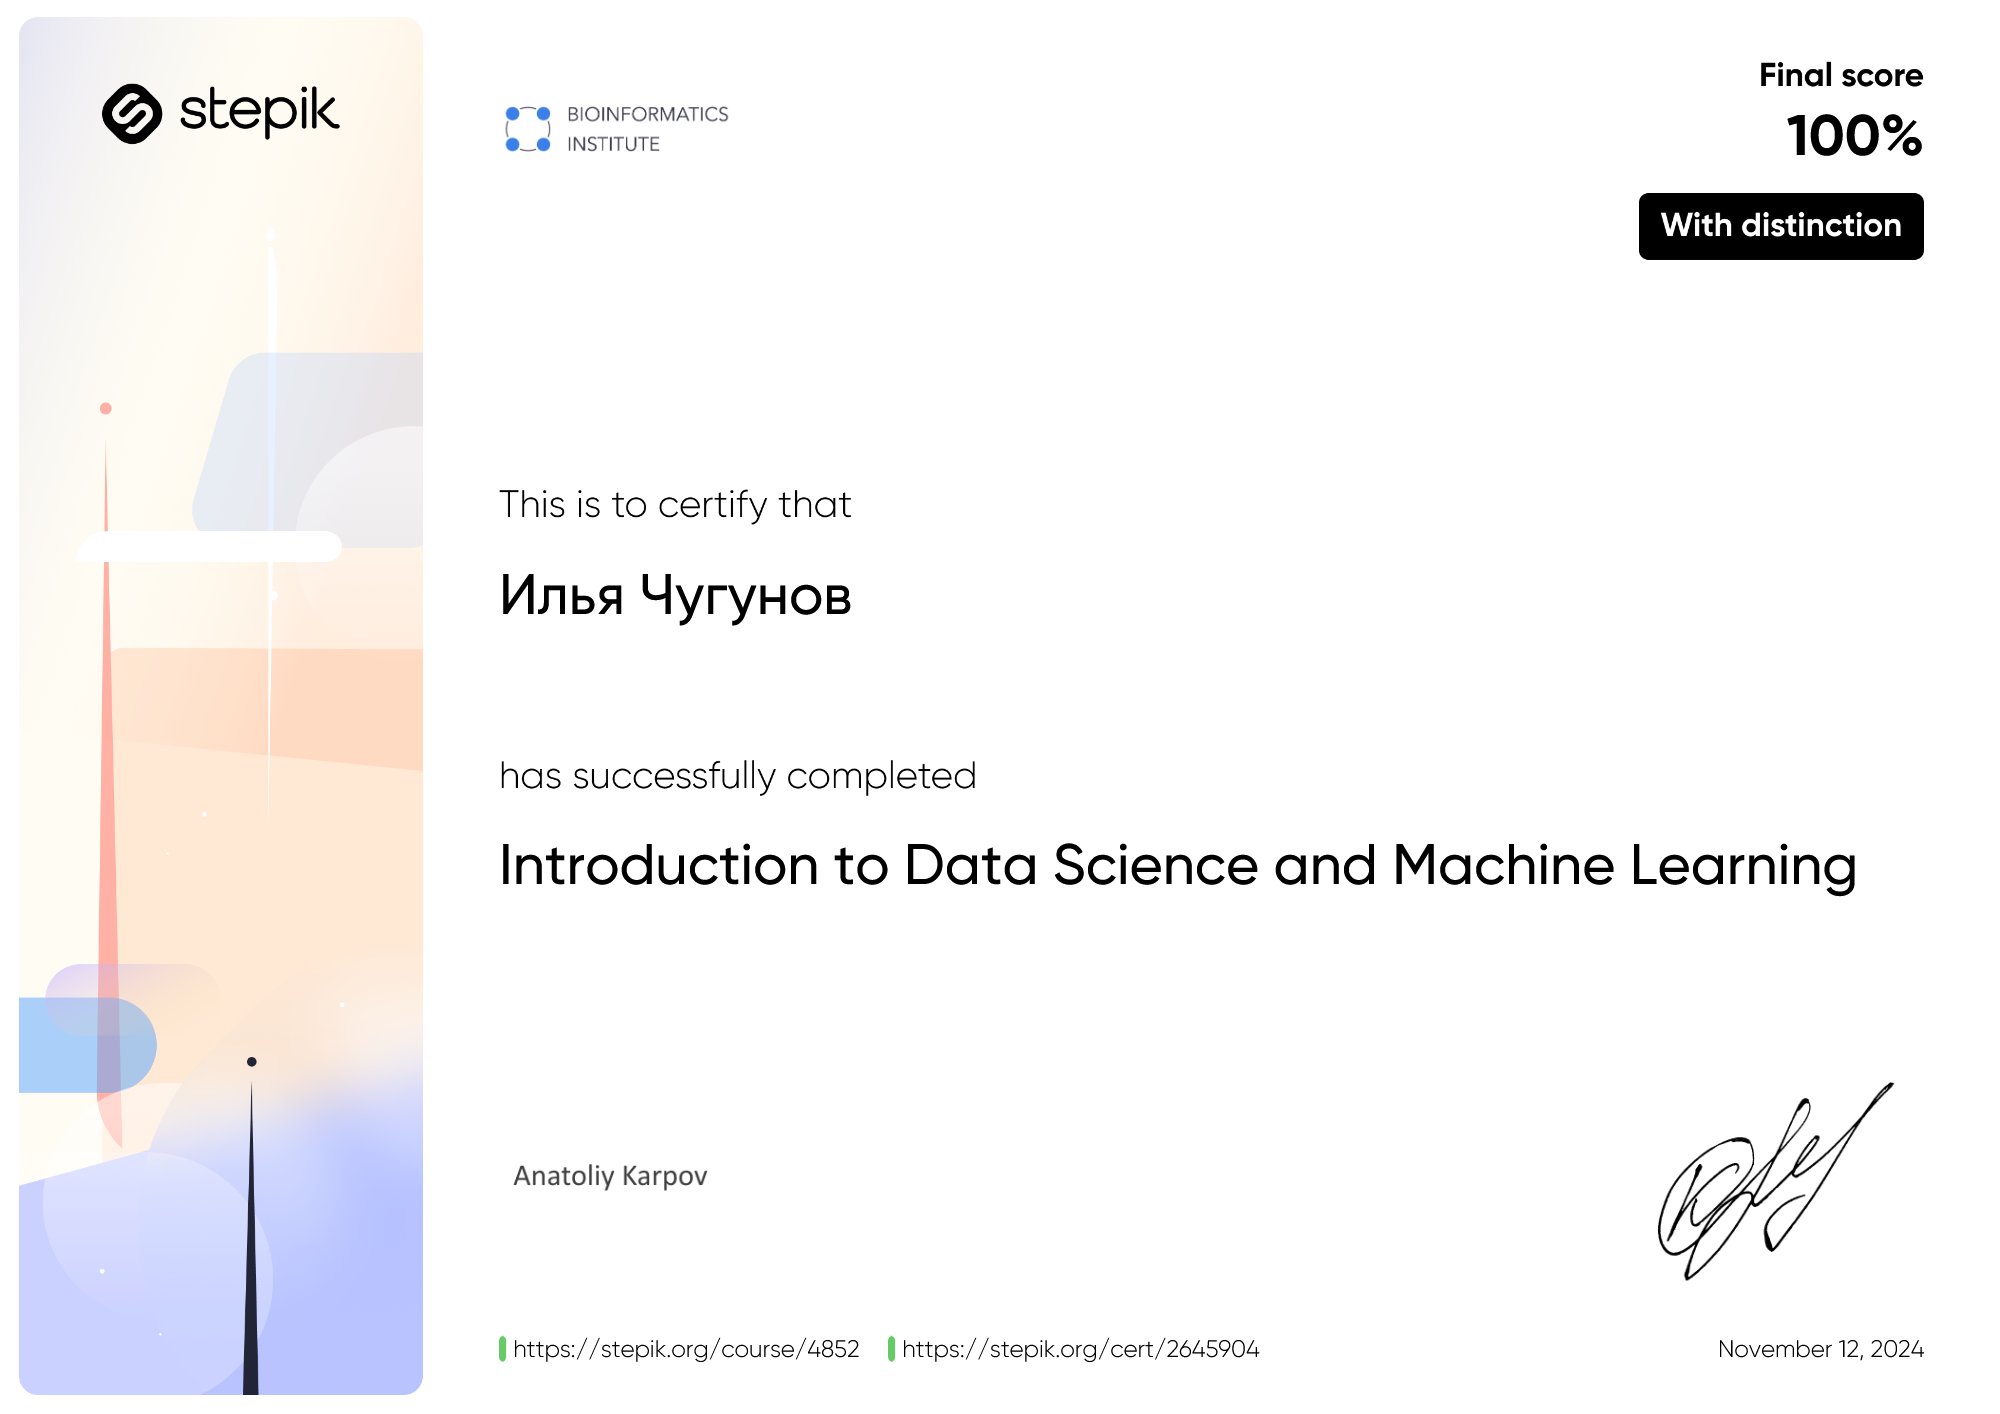 stepik
BIOINFORMATICS
INSTITUTE
Final score
100%
With distinction
This is to certify that
Илья Чугунов
has successfully completed
Introduction to Data Science and Machine Learning
Anatoliy Karpov
https://stepik.org/course/4852
https://stepik.org/cert/2645904
November 12, 2024